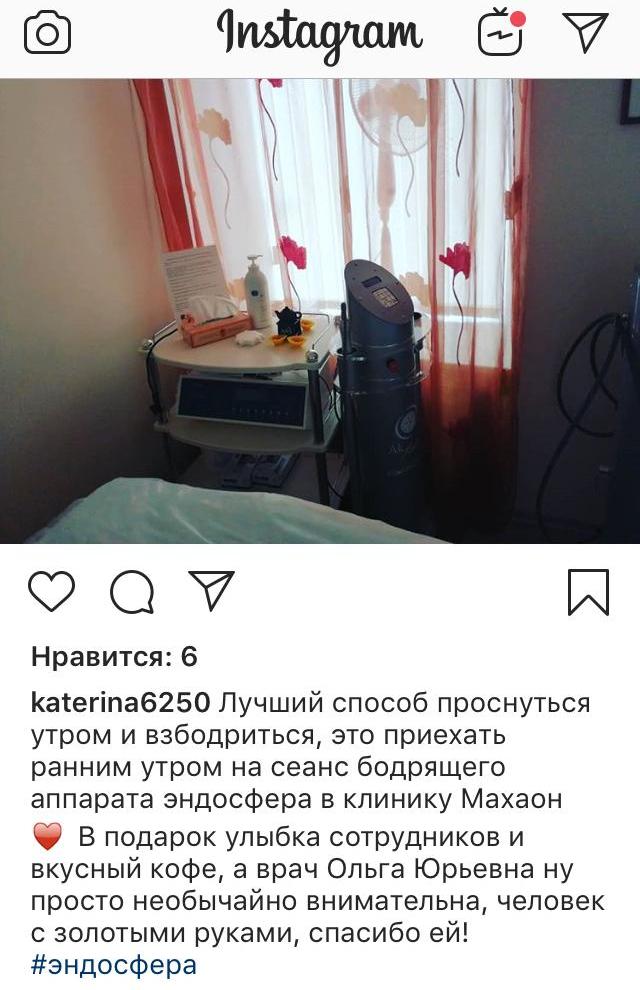 Instagram
Нравится: 6
katerina6250 Лучший способ проснуться
утром и взбодриться, это приехать
ранним утром на сеанс бодрящего
аппарата эндосфера в клинику Махаон
❤️ В подарок улыбка сотрудников и
вкусный кофе, а врач Ольга Юрьевна ну
просто необычайно внимательна, человек
с золотыми руками, спасибо ей!
#эндосфера